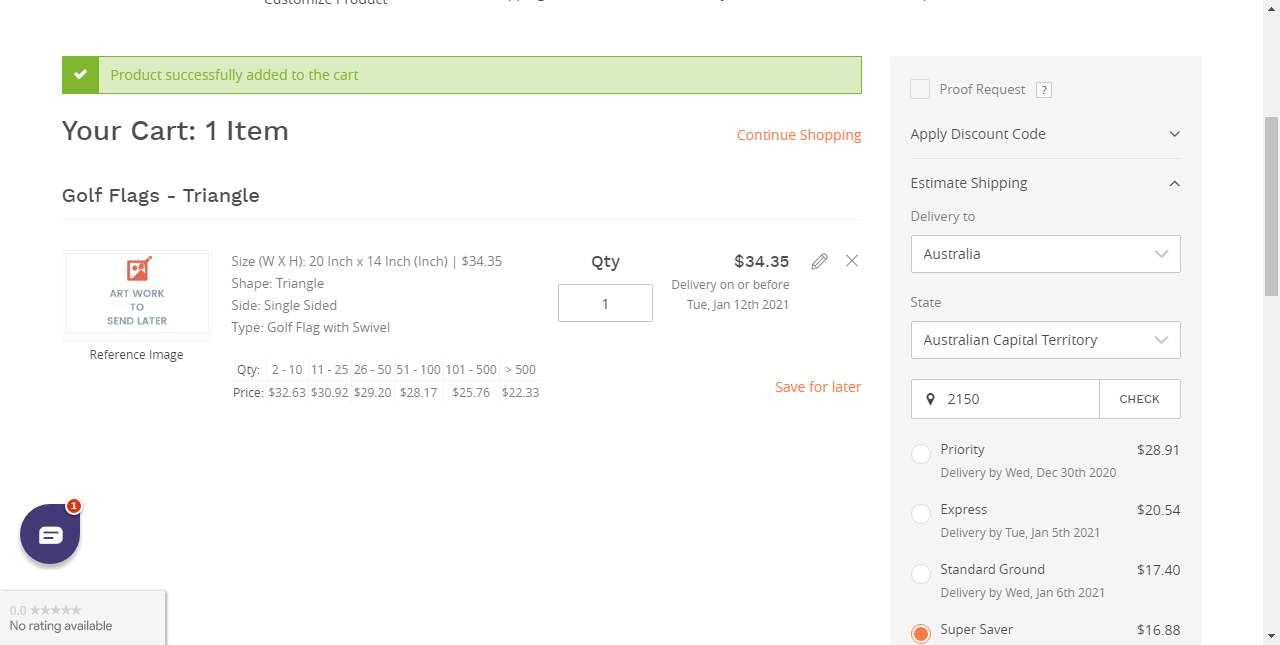 Customize Product
Product successfully added to the cart
Your Cart: 1 Item
Continue Shopping
Golf Flags - Triangle
ART WORK
TO
SEND LATER
Reference Image
Size (W X H): 20 Inch x 14 Inch (Inch) | $34.35
Shape: Triangle
Side: Single Sided
Type: Golf Flag with Swivel
Qty
1
$34.35
Delivery on or before
Tue, Jan 12th 2021
Qty: 2 - 10 11 - 25 26 - 50 51 - 100 101 - 500 > 500
Price: $32.63 $30.92 $29.20 $28.17 $25.76 $22.33
Save for later
Proof Request ?
Apply Discount Code
Estimate Shipping
Delivery to
Australia
State
Australian Capital Territory
2150 CHECK
Priority $28.91
Delivery by Wed, Dec 30th 2020
Express $20.54
Delivery by Tue, Jan 5th 2021
Standard Ground $17.40
Delivery by Wed, Jan 6th 2021
Super Saver $16.88
1
0.0
No rating available